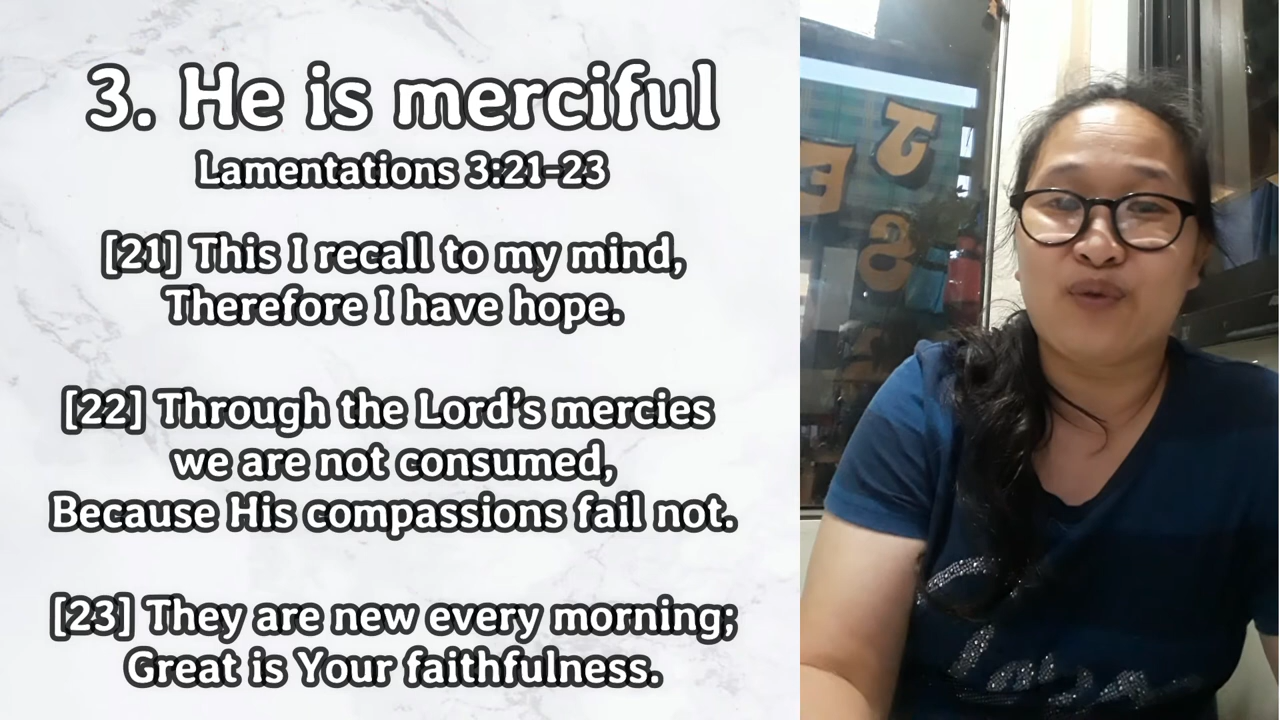 3. He is merciful
Lamentations 3:21-23
[21] This I recall to my mind,
Therefore I have hope.
[22] Through the Lord's mercies
we are not consumed,
Because His compassions fail not.
[23] They are new every morning;
Great is Your faithfulness.